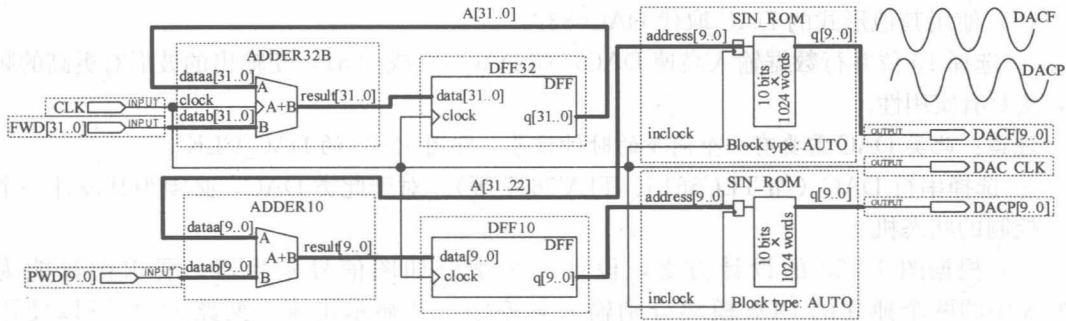 A[31..0]
SIN_ROM
DACF
ADDER32B
address[9..0]
q[9..0]
dataa[31..0]
A
DFF32
DFF
10 bits
×
1024 words
DACP
CLK
INPUT
clock
A+B
result[31..0]
data[31..0]
FWD[31..0]
INPUT
datab[31..0]
B
clock
q[31..0]
inclock
Block type: AUTO
OUTPUT
DACF[9..0]
OUTPUT
DAC CLK
A[31..22]
SIN_ROM
ADDER10
address[9..0]
q[9..0]
OUTPUT
DACP[9..0]
dataa[9..0]
A
DFF10
10 bits
×
1024 words
A+B
result[9..0]
data[9..0]
DFF
PWD[9..0]
INPUT
datab[9..0]
B
clock
q[9..0]
inclock
Block type: AUTO